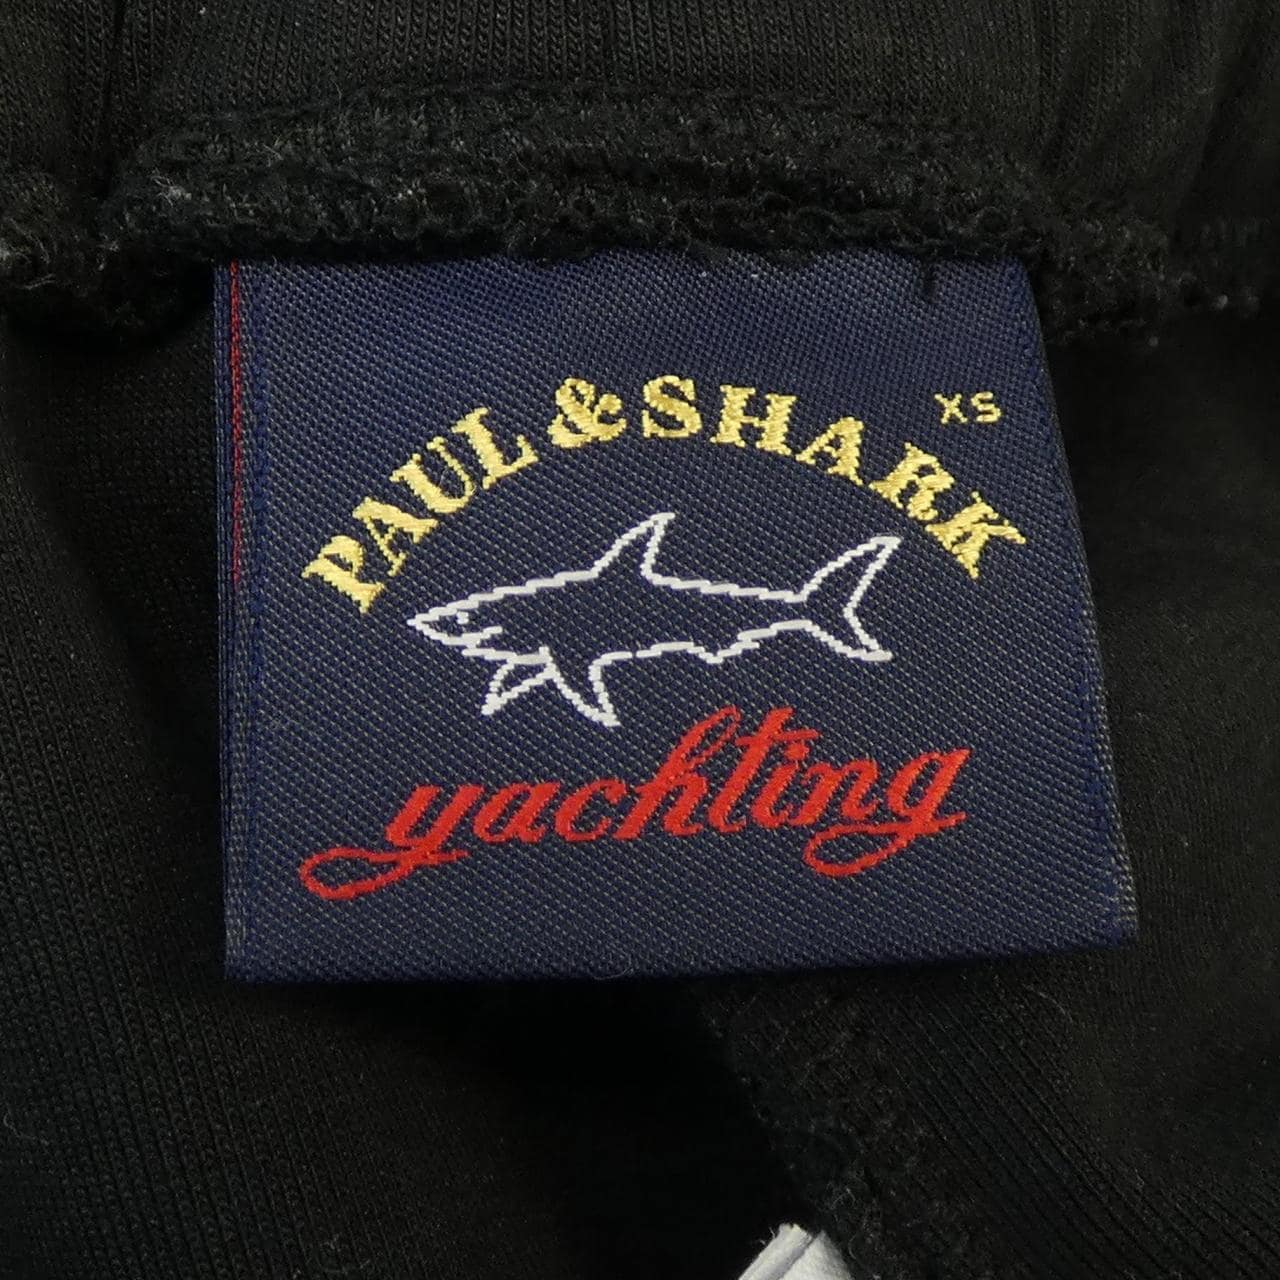 PAUL & SHARK
XS
yachting